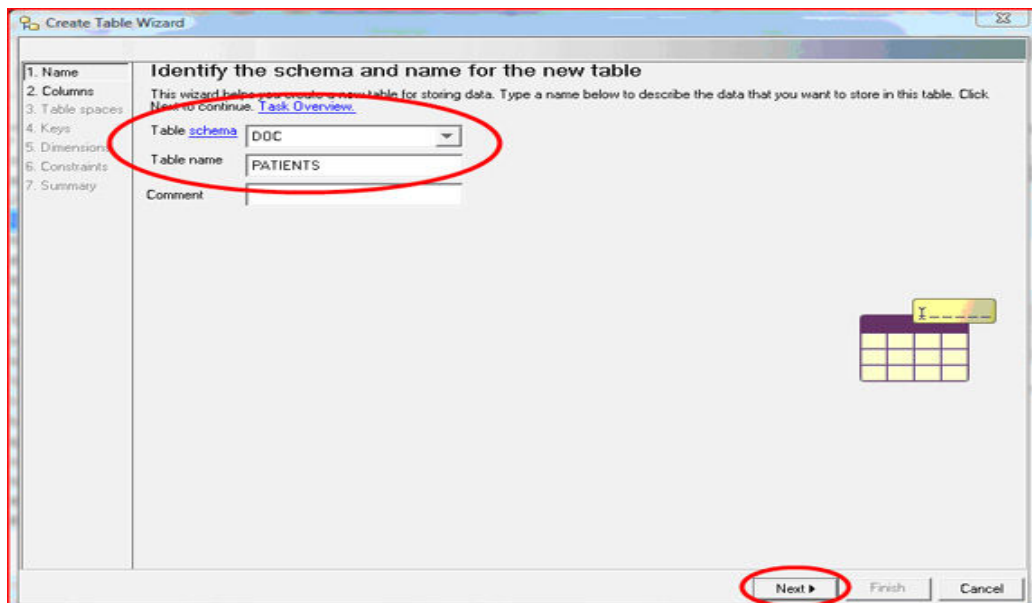 Create Table Wizard
1. Name
2. Columns
3. Table spaces
4. Keys
5. Dimensions
6. Constraints
7. Summary
Identify the schema and name for the new table
This wizard helps you create a new table for storing data. Type a name below to describe the data that you want to store in this table. Click
Next to continue. Task Overview.
Table schema DOC
Table name PATIENTS
Comment
Next Finish Cancel